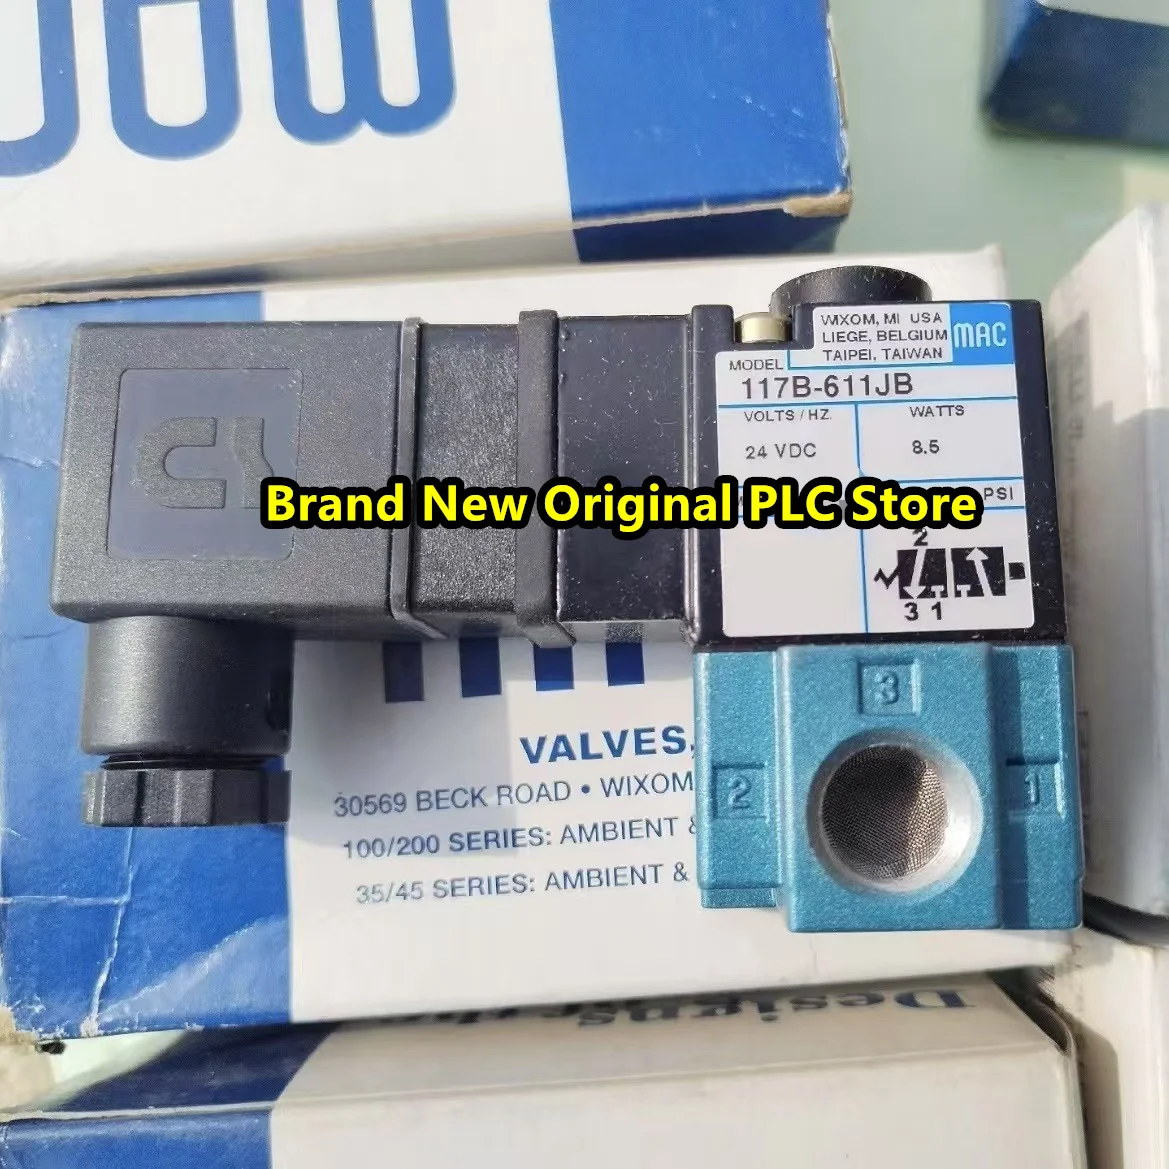 MAC
WIXOM, MI USA
LIEGE, BELGIUM
TAIPEI, TAIWAN
MAC
MODEL
117B-611JB
VOLTS / HZ.
WATTS
24 VDC
8.5
Brand New Original PLC Store
PSI
2
3 1
3
2
1
VALVES,
30569 BECK ROAD • WIXOM
100/200 SERIES: AMBIENT &
35/45 SERIES: AMBIENT &
Designs